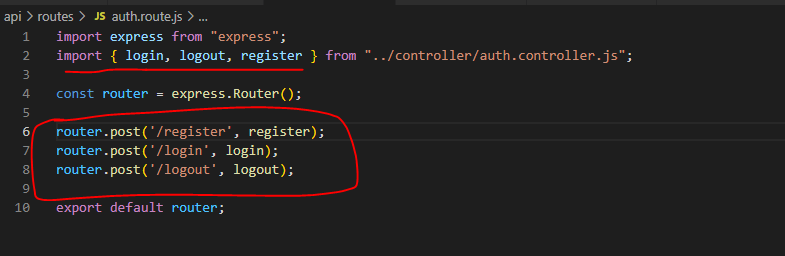 api > routes > JS auth.route.js > ...
1 import express from "express";
2 import { login, logout, register } from "../controller/auth.controller.js";
3
4 const router = express.Router();
5
6 router.post('/register', register);
7 router.post('/login', login);
8 router.post('/logout', logout);
9
10 export default router;